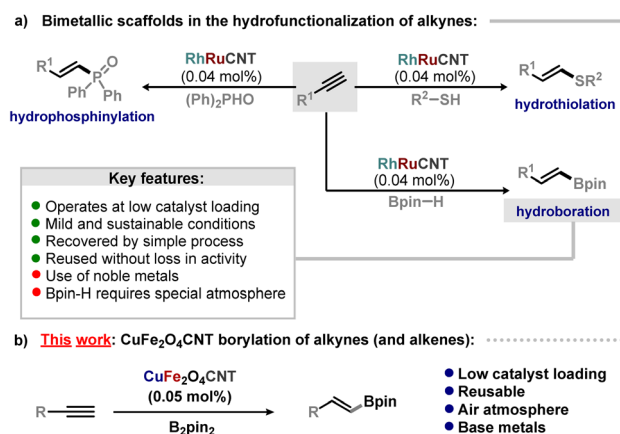 a) Bimetallic scaffolds in the hydrofunctionalization of alkynes:
RhRuCNT
(0.04 mol%)
(Ph)₂PHO
R¹
P
O
Ph
Ph
hydrophosphinylation
R¹
RhRuCNT
(0.04 mol%)
R²–SH
R¹
SR²
hydrothiolation
RhRuCNT
(0.04 mol%)
Bpin–H
R¹
Bpin
hydroboration
Key features:
Operates at low catalyst loading
Mild and sustainable conditions
Recovered by simple process
Reused without loss in activity
Use of noble metals
Bpin-H requires special atmosphere
b) This work: CuFe₂O₄CNT borylation of alkynes (and alkenes):
R
CuFe₂O₄CNT
(0.05 mol%)
B₂pin₂
R
Bpin
Low catalyst loading
Reusable
Air atmosphere
Base metals